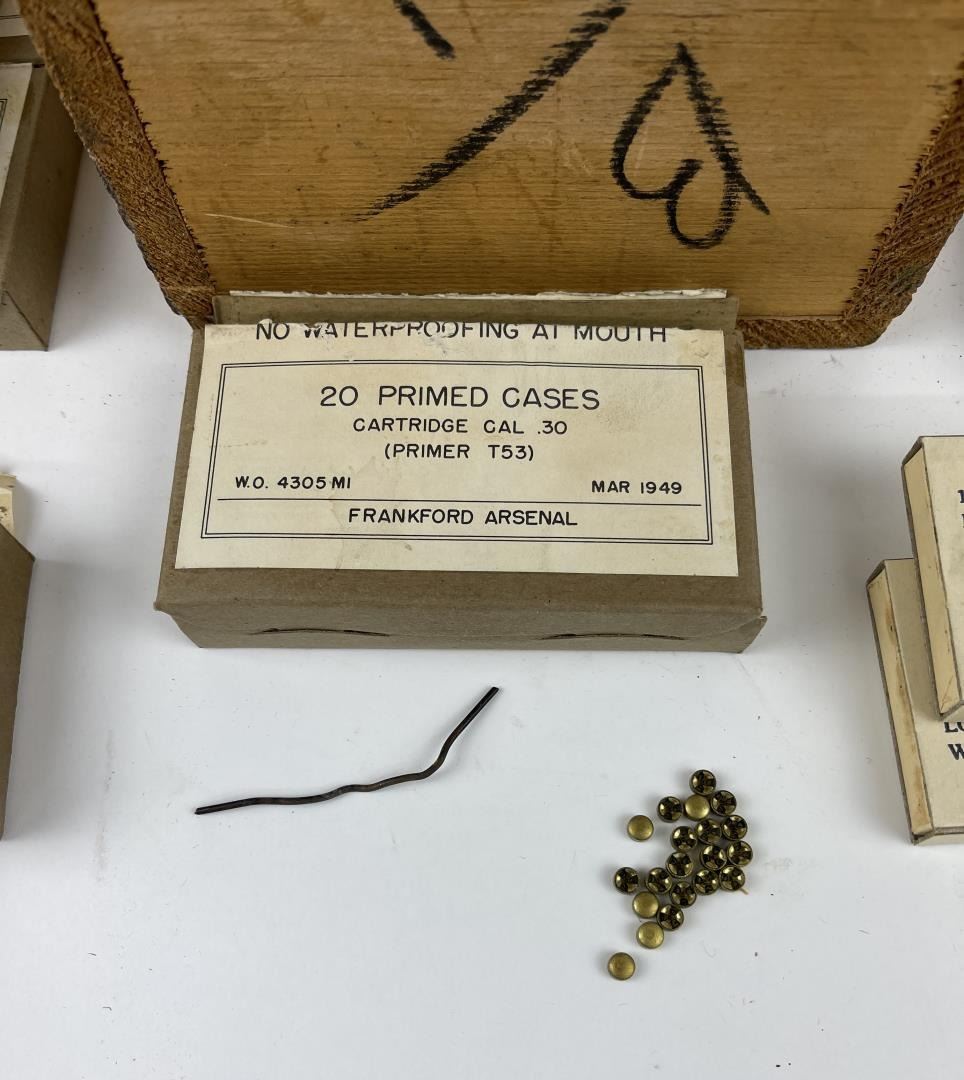 NO WATERPROOFING AT MOUTH
20 PRIMED CASES
CARTRIDGE CAL .30
(PRIMER T53)
W.O. 4305 MI MAR 1949
FRANKFORD ARSENAL